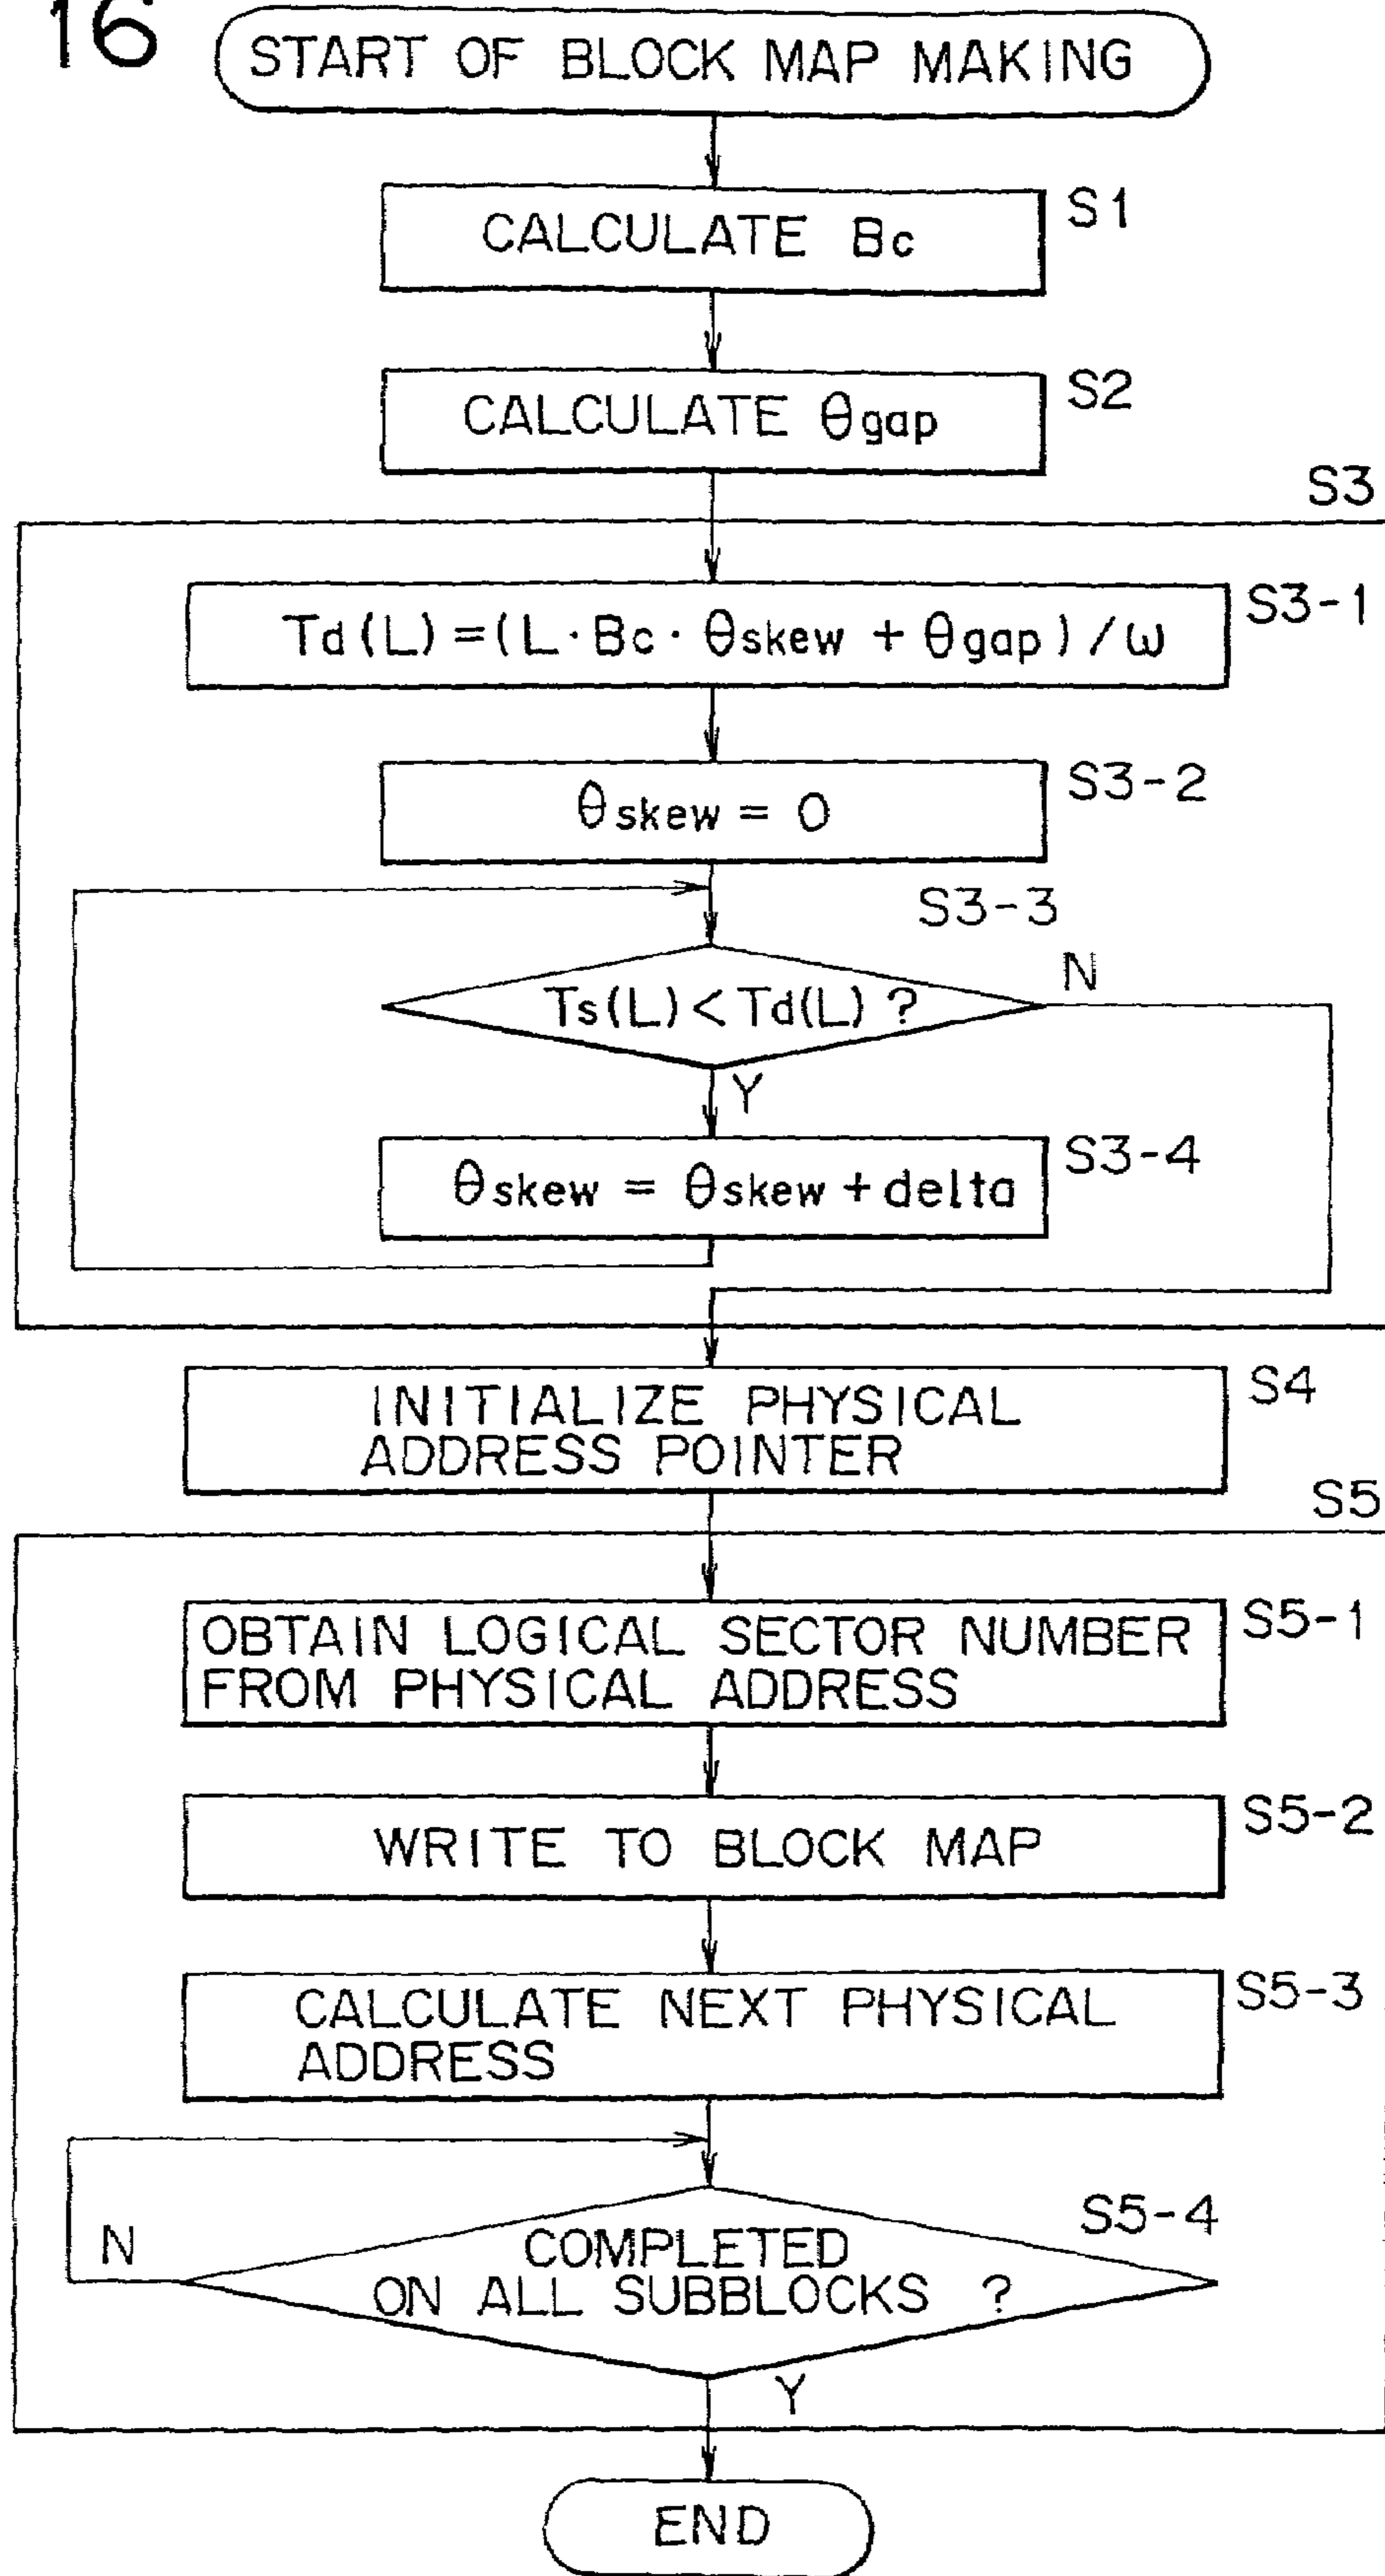 16
START OF BLOCK MAP MAKING
CALCULATE Bc
S1
CALCULATE θgap
S2
S3
Td(L)=(L·Bc·θskew + θgap)/ω
S3-1
θskew = 0
S3-2
S3-3
Ts(L)<Td(L)?
N
Y
θskew = θskew + delta
S3-4
INITIALIZE PHYSICAL
ADDRESS POINTER
S4
S5
OBTAIN LOGICAL SECTOR NUMBER
FROM PHYSICAL ADDRESS
S5-1
WRITE TO BLOCK MAP
S5-2
CALCULATE NEXT PHYSICAL
ADDRESS
S5-3
S5-4
N
COMPLETED
ON ALL SUBBLOCKS ?
Y
END